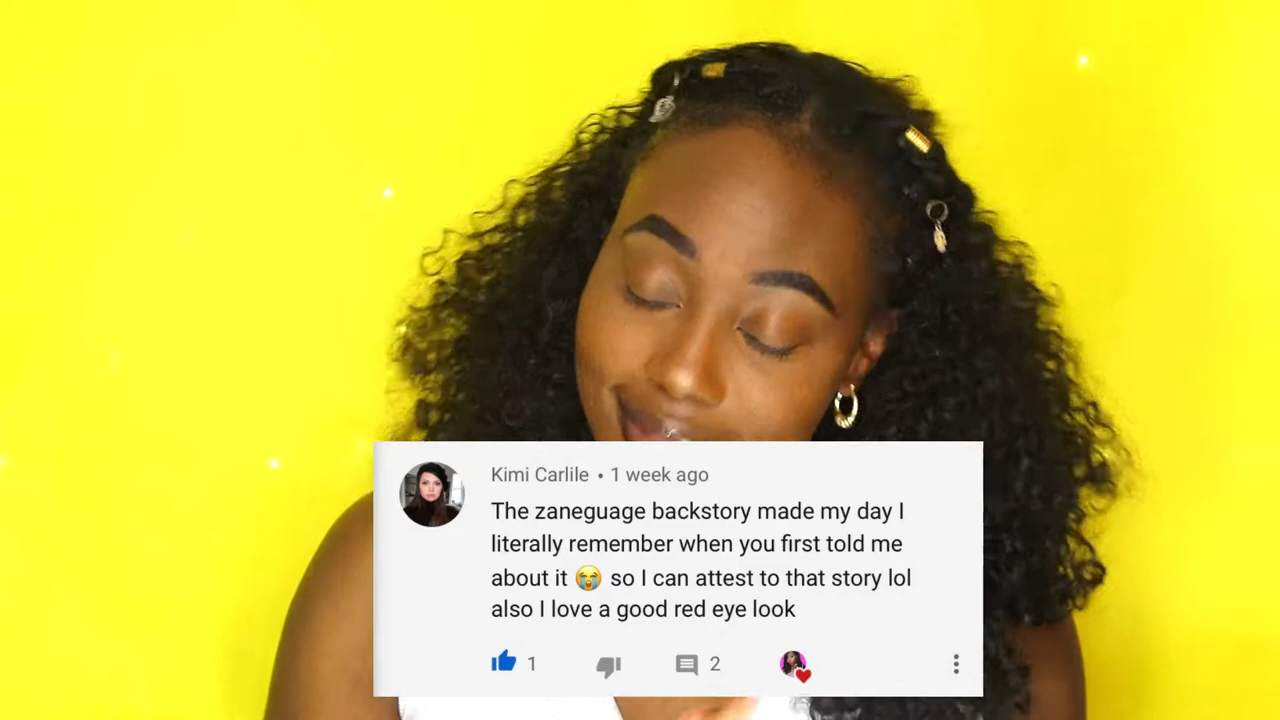 Kimi Carlile • 1 week ago
The zaneguage backstory made my day I
literally remember when you first told me
about it 😭 so I can attest to that story lol
also I love a good red eye look
1 2